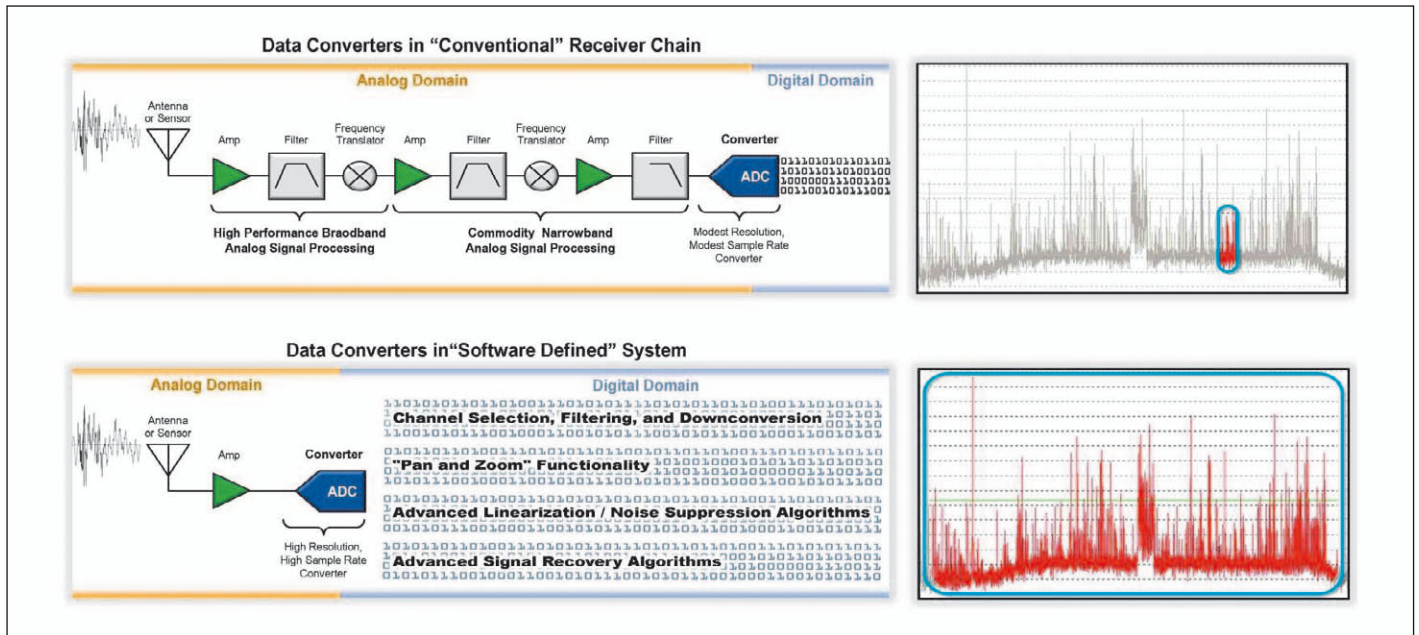 Data Converters in “Conventional” Receiver Chain
Analog Domain
Digital Domain
Antenna
or Sensor
Amp
Filter
Frequency
Translator
Amp
Filter
Frequency
Translator
Amp
Filter
Converter
ADC
011101010110110 1
High Performance Braodband
Analog Signal Processing
Commodity Narrowband
Analog Signal Processing
Modest Resolution,
Modest Sample Rate
Converter
Data Converters in“Software Defined” System
Analog Domain
Digital Domain
Antenna
or Sensor
Amp
Converter
ADC
High Resolution,
High Sample Rate
Converter
Channel Selection, Filtering, and Downconversion
"Pan and Zoom" Functionality
Advanced Linearization / Noise Suppression Algorithms
Advanced Signal Recovery Algorithms